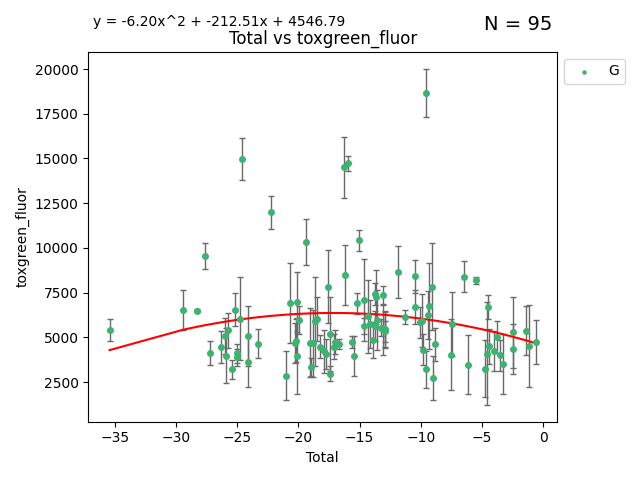 y = -6.20x^2 + -212.51x + 4546.79
N = 95
Total vs toxgreen_fluor
G
toxgreen_fluor
20000
17500
15000
12500
10000
7500
5000
2500
−35 −30 −25 −20 −15 −10 −5 0
Total